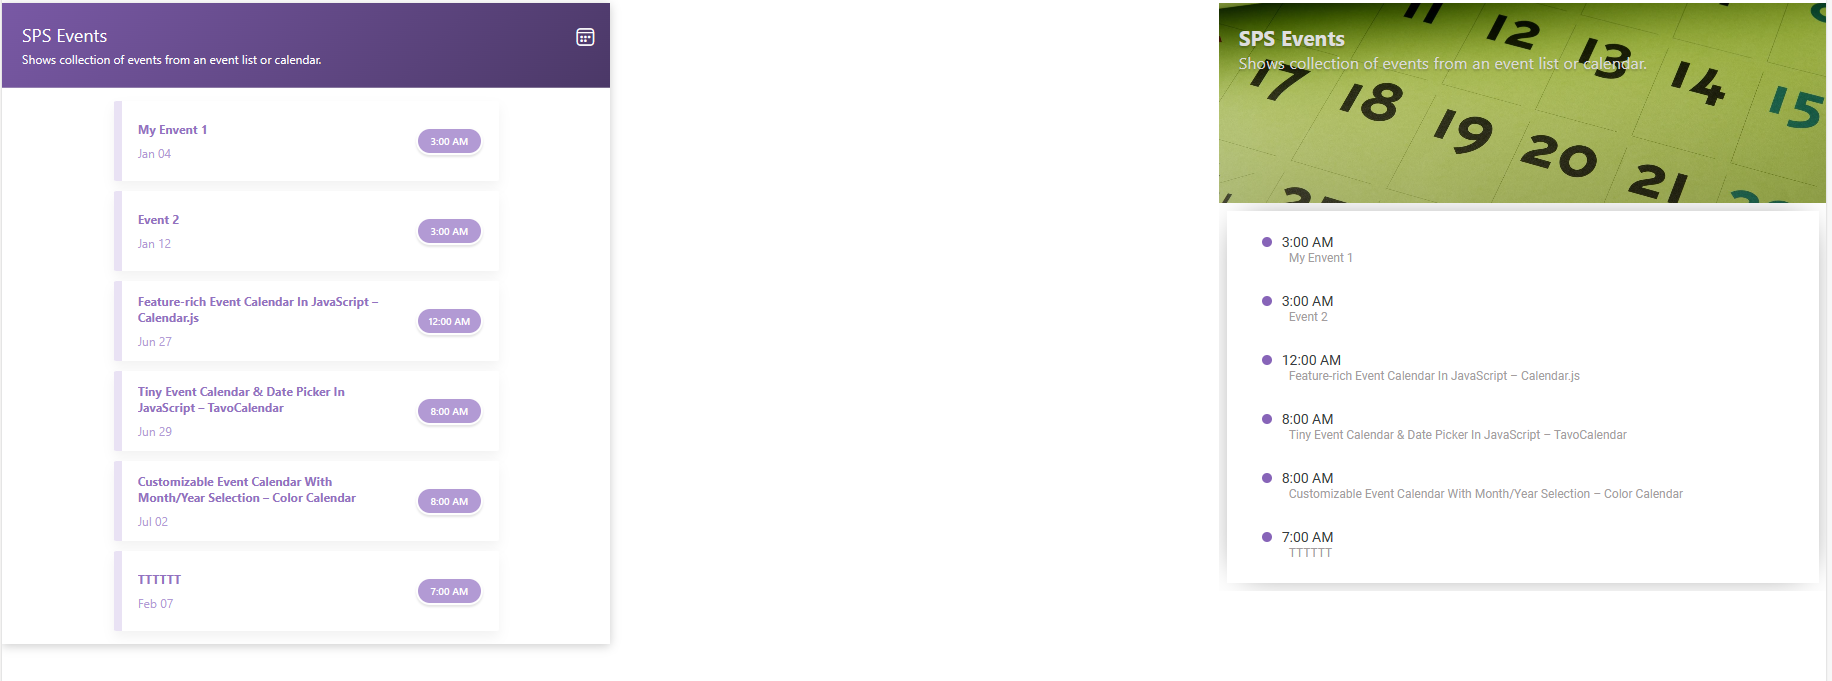 SPS Events
Shows collection of events from an event list or calendar.
My Envent 1
Jan 04
3:00 AM
Event 2
Jan 12
3:00 AM
Feature-rich Event Calendar In JavaScript –
Calendar.js
Jun 27
12:00 AM
Tiny Event Calendar & Date Picker In
JavaScript – TavoCalendar
Jun 29
8:00 AM
Customizable Event Calendar With
Month/Year Selection – Color Calendar
Jul 02
8:00 AM
TTTTTT
Feb 07
7:00 AM
SPS Events
Shows collection of events from an event list or calendar.
11 12 13 14 15
17 18 19 20 21
3:00 AM
My Envent 1
3:00 AM
Event 2
12:00 AM
Feature-rich Event Calendar In JavaScript – Calendar.js
8:00 AM
Tiny Event Calendar & Date Picker In JavaScript – TavoCalendar
8:00 AM
Customizable Event Calendar With Month/Year Selection – Color Calendar
7:00 AM
TTTTTT